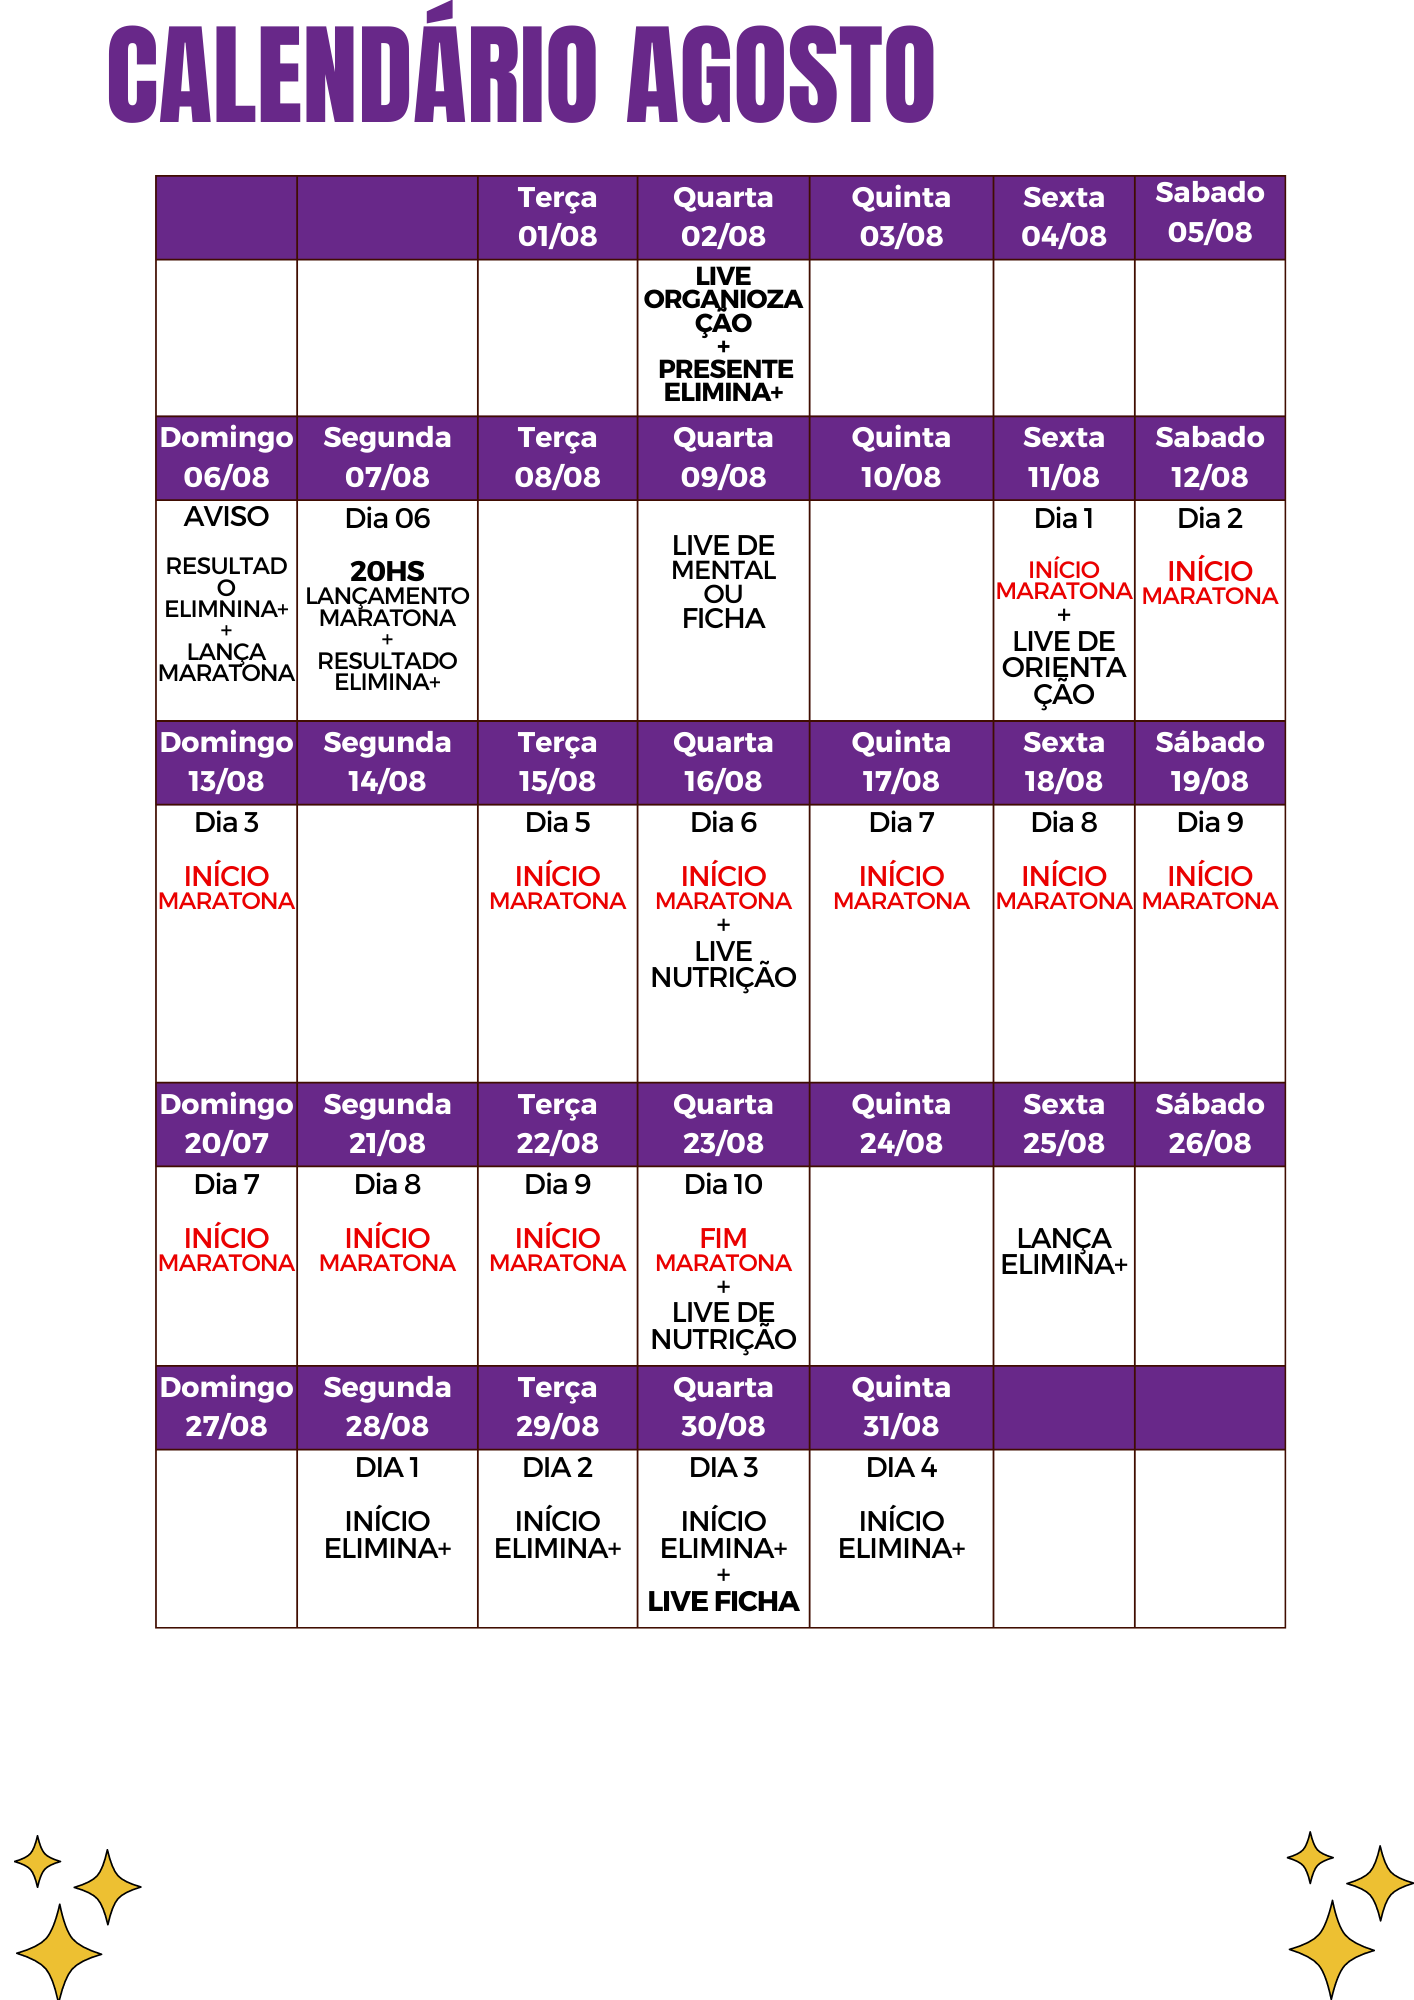 CALENDÁRIO AGOSTO
Terça
01/08
Quarta
02/08
Quinta
03/08
Sexta
04/08
Sabado
05/08
LIVE
ORGANIOZA
ÇÃO
+
PRESENTE
ELIMINA+
Domingo
06/08
Segunda
07/08
Terça
08/08
Quarta
09/08
Quinta
10/08
Sexta
11/08
Sabado
12/08
AVISO
RESULTAD
O
ELIMNINA+
+
LANÇA
MARATONA
Dia 06
20HS
LANÇAMENTO
MARATONA
+
RESULTADO
ELIMINA+
LIVE DE
MENTAL
OU
FICHA
Dia 1
INÍCIO
MARATONA
+
LIVE DE
ORIENTA
ÇÃO
Dia 2
INÍCIO
MARATONA
Domingo
13/08
Segunda
14/08
Terça
15/08
Quarta
16/08
Quinta
17/08
Sexta
18/08
Sábado
19/08
Dia 3
INÍCIO
MARATONA
Dia 5
INÍCIO
MARATONA
Dia 6
INÍCIO
MARATONA
+
LIVE
NUTRIÇÃO
Dia 7
INÍCIO
MARATONA
Dia 8
INÍCIO
MARATONA
Dia 9
INÍCIO
MARATONA
Domingo
20/07
Segunda
21/08
Terça
22/08
Quarta
23/08
Quinta
24/08
Sexta
25/08
Sábado
26/08
Dia 7
INÍCIO
MARATONA
Dia 8
INÍCIO
MARATONA
Dia 9
INÍCIO
MARATONA
Dia 10
FIM
MARATONA
+
LIVE DE
NUTRIÇÃO
LANÇA
ELIMINA+
Domingo
27/08
Segunda
28/08
Terça
29/08
Quarta
30/08
Quinta
31/08
DIA 1
INÍCIO
ELIMINA+
DIA 2
INÍCIO
ELIMINA+
DIA 3
INÍCIO
ELIMINA+
+
LIVE FICHA
DIA 4
INÍCIO
ELIMINA+